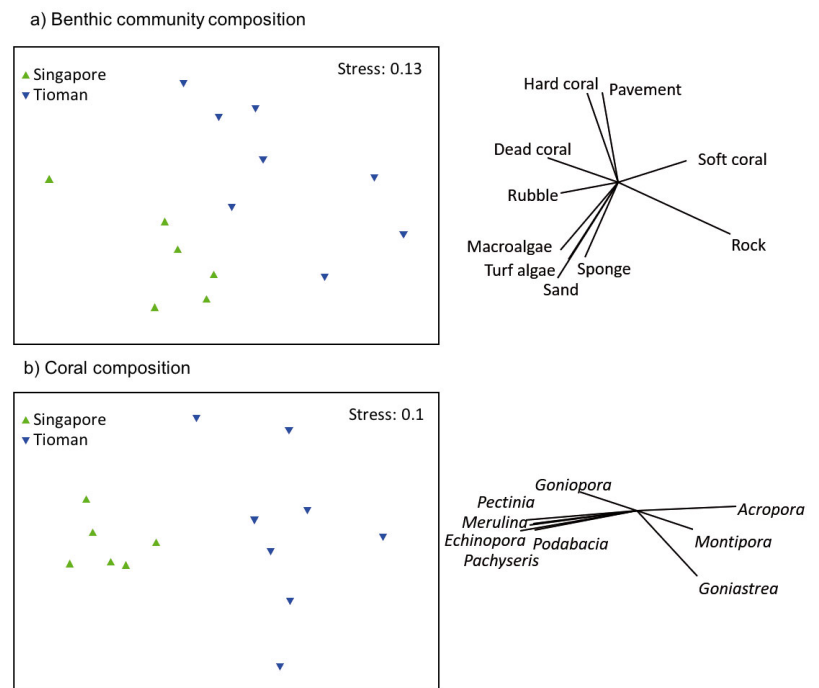 a) Benthic community composition
Singapore
Tioman
Stress: 0.13
Hard coral
Pavement
Dead coral
Soft coral
Rubble
Rock
Macroalgae
Turf algae
Sponge
Sand
b) Coral composition
Singapore
Tioman
Stress: 0.1
Goniopora
Pectinia
Acropora
Merulina
Echinopora
Podabacia
Montipora
Pachyseris
Goniastrea